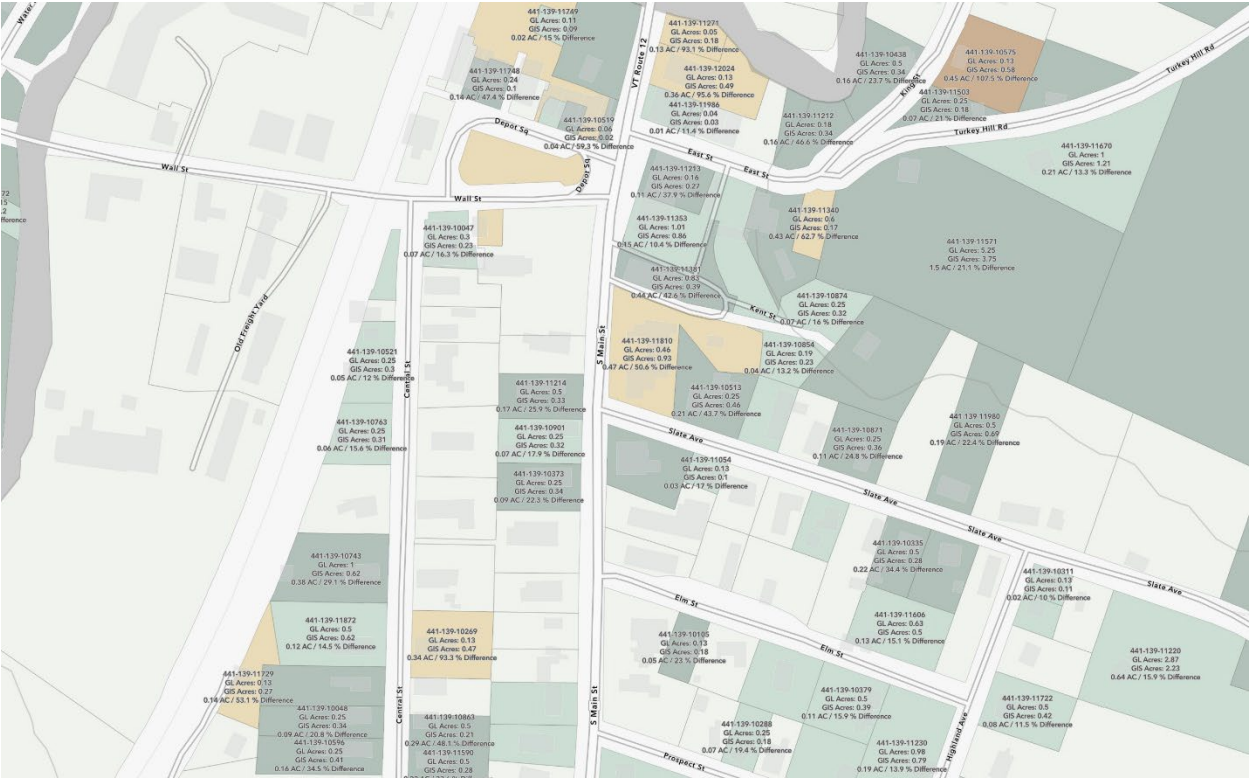 Water
441-139-11749
GL Acres: 0.11
GIS Acres: 0.09
0.02 AC / 15 % Difference
441-139-11748
GL Acres: 0.24
GIS Acres: 0.1
0.14 AC / 47.4 % Difference
441-139-10519
GL Acres: 0.06
GIS Acres: 0.02
0.04 AC / 59.3 % Difference
VT Route 12
441-139-11271
GL Acres: 0.05
GIS Acres: 0.18
0.13 AC / 93.1 % Difference
441-139-12024
GL Acres: 0.13
GIS Acres: 0.49
0.36 AC / 95.6 % Difference
441-139-11986
GL Acres: 0.04
GIS Acres: 0.03
0.01 AC / 11.4 % Difference
441-139-10438
GL Acres: 0.5
GIS Acres: 0.34
0.16 AC / 23.7 % Difference
King St
441-139-10575
GL Acres: 0.13
GIS Acres: 0.58
0.45 AC / 107.5 % Difference
441-139-11503
GL Acres: 0.25
GIS Acres: 0.18
0.07 AC / 21 % Difference
Turkey Hill Rd
Turkey Hill Rd
441-139-11212
GL Acres: 0.18
GIS Acres: 0.34
0.16 AC / 46.6 % Difference
441-139-11670
GL Acres: 1
GIS Acres: 1.21
0.21 AC / 13.3 % Difference
Depot Sq
Depot Sq
Wall St
Wall St
East St
East St
441-139-11213
GL Acres: 0.16
GIS Acres: 0.27
0.11 AC / 37.9 % Difference
441-139-11353
GL Acres: 1.01
GIS Acres: 0.86
0.15 AC / 10.4 % Difference
441-139-11340
GL Acres: 0.6
GIS Acres: 0.17
0.43 AC / 62.7 % Difference
441-139-11571
GL Acres: 5.25
GIS Acres: 3.75
1.5 AC / 21.1 % Difference
441-139-10047
GL Acres: 0.3
GIS Acres: 0.23
0.07 AC / 16.3 % Difference
441-139-11381
GL Acres: 0.83
GIS Acres: 0.39
0.44 AC / 42.6 % Difference
441-139-10874
GL Acres: 0.25
GIS Acres: 0.32
0.07 AC / 16 % Difference
Kent St
Old Freight Yard
Central St
S Main St
441-139-10521
GL Acres: 0.25
GIS Acres: 0.3
0.05 AC / 12 % Difference
441-139-11810
GL Acres: 0.46
GIS Acres: 0.93
0.47 AC / 50.6 % Difference
441-139-10854
GL Acres: 0.19
GIS Acres: 0.23
0.04 AC / 13.2 % Difference
441-139-11214
GL Acres: 0.5
GIS Acres: 0.33
0.17 AC / 25.9 % Difference
441-139-10513
GL Acres: 0.25
GIS Acres: 0.46
0.21 AC / 43.7 % Difference
441-139-10763
GL Acres: 0.25
GIS Acres: 0.31
0.06 AC / 15.6 % Difference
441-139-10901
GL Acres: 0.25
GIS Acres: 0.32
0.07 AC / 17.9 % Difference
441-139-10871
GL Acres: 0.25
GIS Acres: 0.36
0.11 AC / 24.8 % Difference
441-139-11980
GL Acres: 0.5
GIS Acres: 0.69
0.19 AC / 22.4 % Difference
Slate Ave
441-139-10373
GL Acres: 0.25
GIS Acres: 0.34
0.09 AC / 22.3 % Difference
441-139-11054
GL Acres: 0.13
GIS Acres: 0.1
0.03 AC / 17 % Difference
Slate Ave
Slate Ave
Slate Ave
441-139-10743
GL Acres: 1
GIS Acres: 0.62
0.38 AC / 29.1 % Difference
441-139-10335
GL Acres: 0.5
GIS Acres: 0.28
0.22 AC / 34.4 % Difference
441-139-10311
GL Acres: 0.13
GIS Acres: 0.11
0.02 AC / 10 % Difference
Elm St
Elm St
441-139-11872
GL Acres: 0.5
GIS Acres: 0.62
0.12 AC / 14.5 % Difference
441-139-10269
GL Acres: 0.13
GIS Acres: 0.47
0.34 AC / 93.3 % Difference
441-139-10105
GL Acres: 0.13
GIS Acres: 0.18
0.05 AC / 23 % Difference
441-139-11606
GL Acres: 0.63
GIS Acres: 0.5
0.13 AC / 15.1 % Difference
441-139-11220
GL Acres: 2.87
GIS Acres: 2.23
0.64 AC / 15.9 % Difference
441-139-11729
GL Acres: 0.13
GIS Acres: 0.27
0.14 AC / 53.1 % Difference
441-139-10048
GL Acres: 0.25
GIS Acres: 0.34
0.09 AC / 20.8 % Difference
441-139-10596
GL Acres: 0.25
GIS Acres: 0.41
0.16 AC / 34.5 % Difference
Central St
441-139-10863
GL Acres: 0.5
GIS Acres: 0.21
0.29 AC / 48.1 % Difference
441-139-11590
GL Acres: 0.5
GIS Acres: 0.28
S Main St
441-139-10288
GL Acres: 0.25
GIS Acres: 0.18
0.07 AC / 19.4 % Difference
Prospect St
441-139-10379
GL Acres: 0.5
GIS Acres: 0.39
0.11 AC / 15.9 % Difference
441-139-11230
GL Acres: 0.98
GIS Acres: 0.79
0.19 AC / 13.9 % Difference
Highland Ave
441-139-11722
GL Acres: 0.5
GIS Acres: 0.42
0.08 AC / 11.5 % Difference